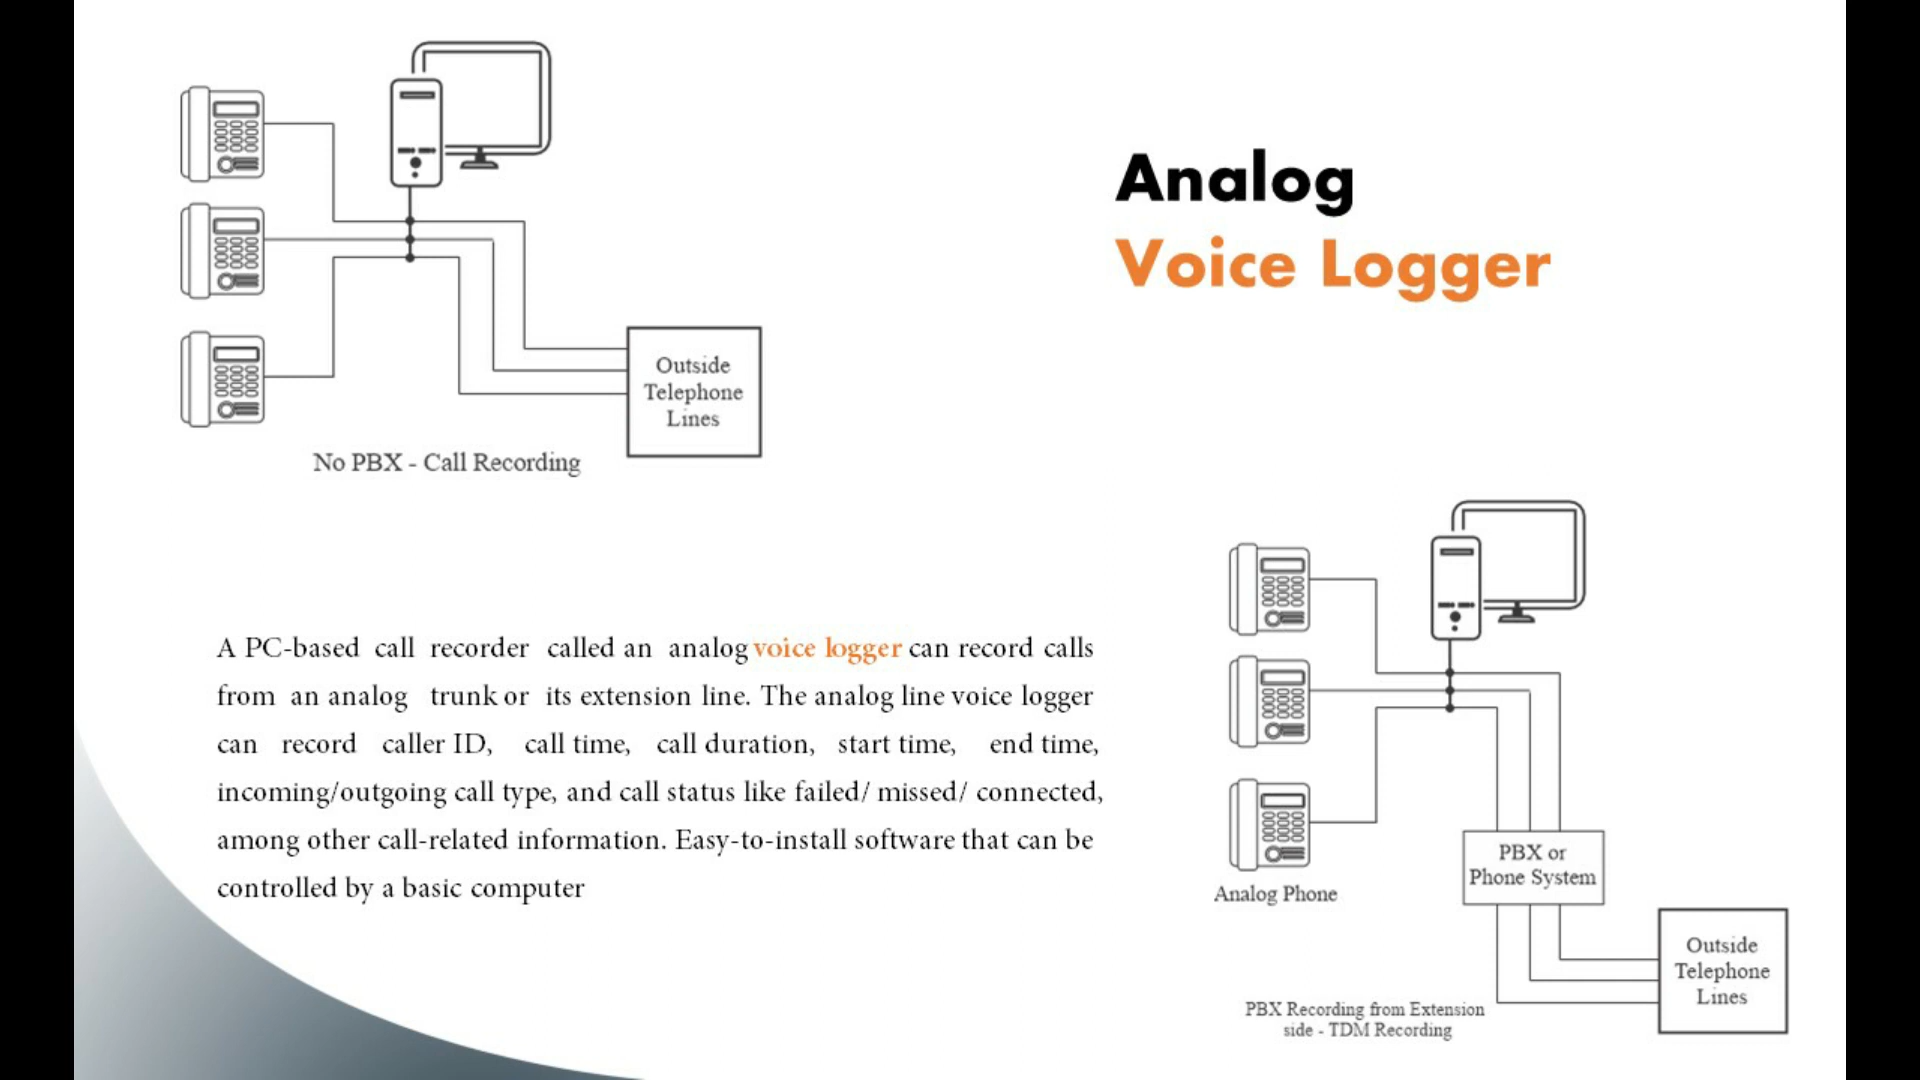 Analog
Voice Logger
Outside
Telephone
Lines
No PBX - Call Recording
A PC-based call recorder called an analog voice logger can record calls
from an analog trunk or its extension line. The analog line voice logger
can record caller ID, call time, call duration, start time, end time,
incoming/outgoing call type, and call status like failed/ missed/ connected,
among other call-related information. Easy-to-install software that can be
controlled by a basic computer
PBX or
Phone System
Analog Phone
Outside
Telephone
Lines
PBX Recording from Extension
side - TDM Recording